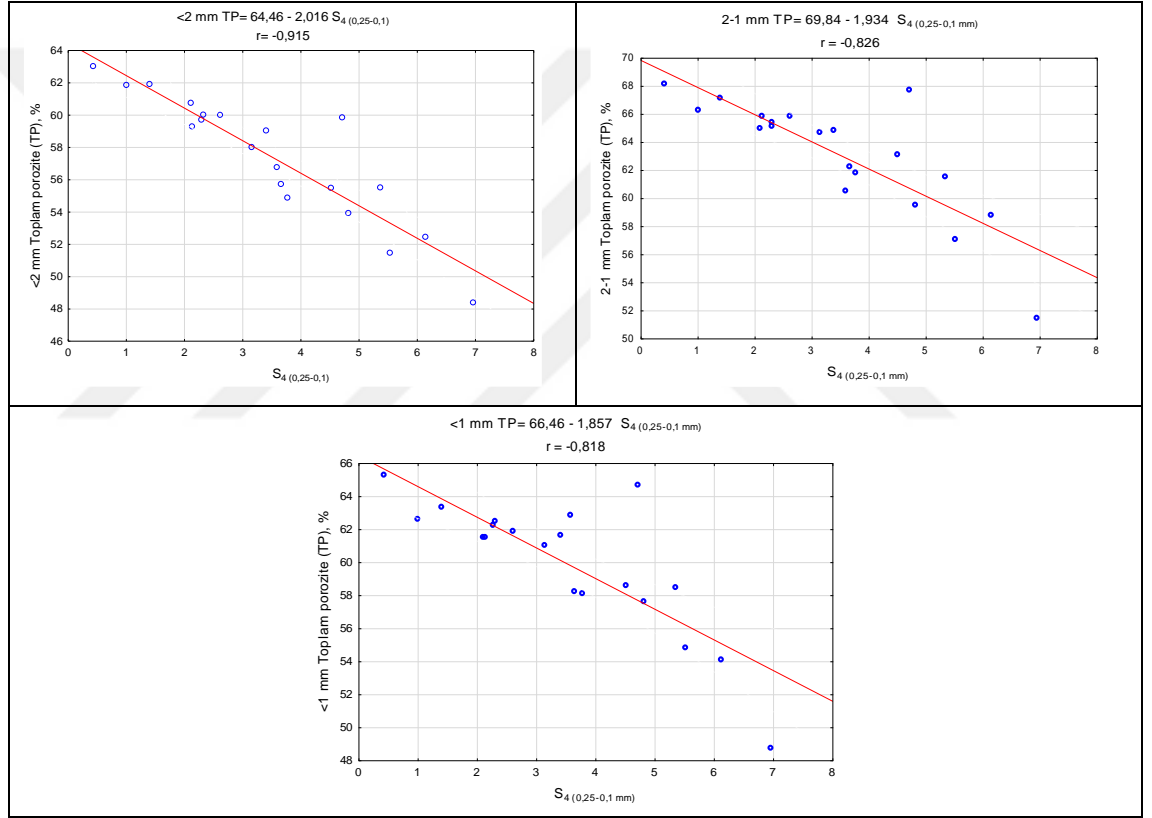 <2 mm TP= 64,46 - 2,016 S4 (0,25-0,1)
r= -0,915
64
62
60
58
56
54
52
50
48
46
<2 mm Toplam porozite (TP), %
0 1 2 3 4 5 6 7 8
S4 (0,25-0,1)
2-1 mm TP= 69,84 - 1,934 S4 (0,25-0,1 mm)
r = -0,826
70
68
66
64
62
60
58
56
54
52
50
2-1 mm Toplam porozite (TP), %
0 1 2 3 4 5 6 7 8
S4 (0,25-0,1 mm)
<1 mm TP= 66,46 - 1,857 S4 (0,25-0,1 mm)
r = -0,818
66
64
62
60
58
56
54
52
50
48
<1 mm Toplam porozite (TP), %
0 1 2 3 4 5 6 7 8
S4 (0,25-0,1 mm)